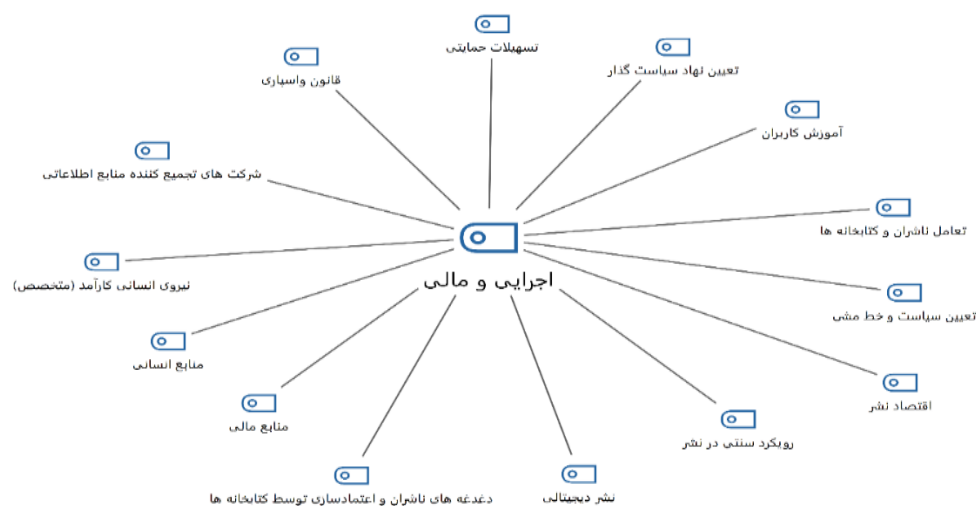 تسهیلات حمایتی
تعیین نهاد سیاست گذار
قانون واسپاری
آموزش کاربران
شرکت های تجمیع کننده منابع اطلاعاتی
تعامل ناشران و کتابخانه ها
اجرایی و مالی
نیروی انسانی کارآمد (متخصص)
تعیین سیاست و خط مشی
منابع انسانی
اقتصاد نشر
منابع مالی
رویکرد سنتی در نشر
دغدغه های ناشران و اعتمادسازی توسط کتابخانه ها
نشر دیجیتالی